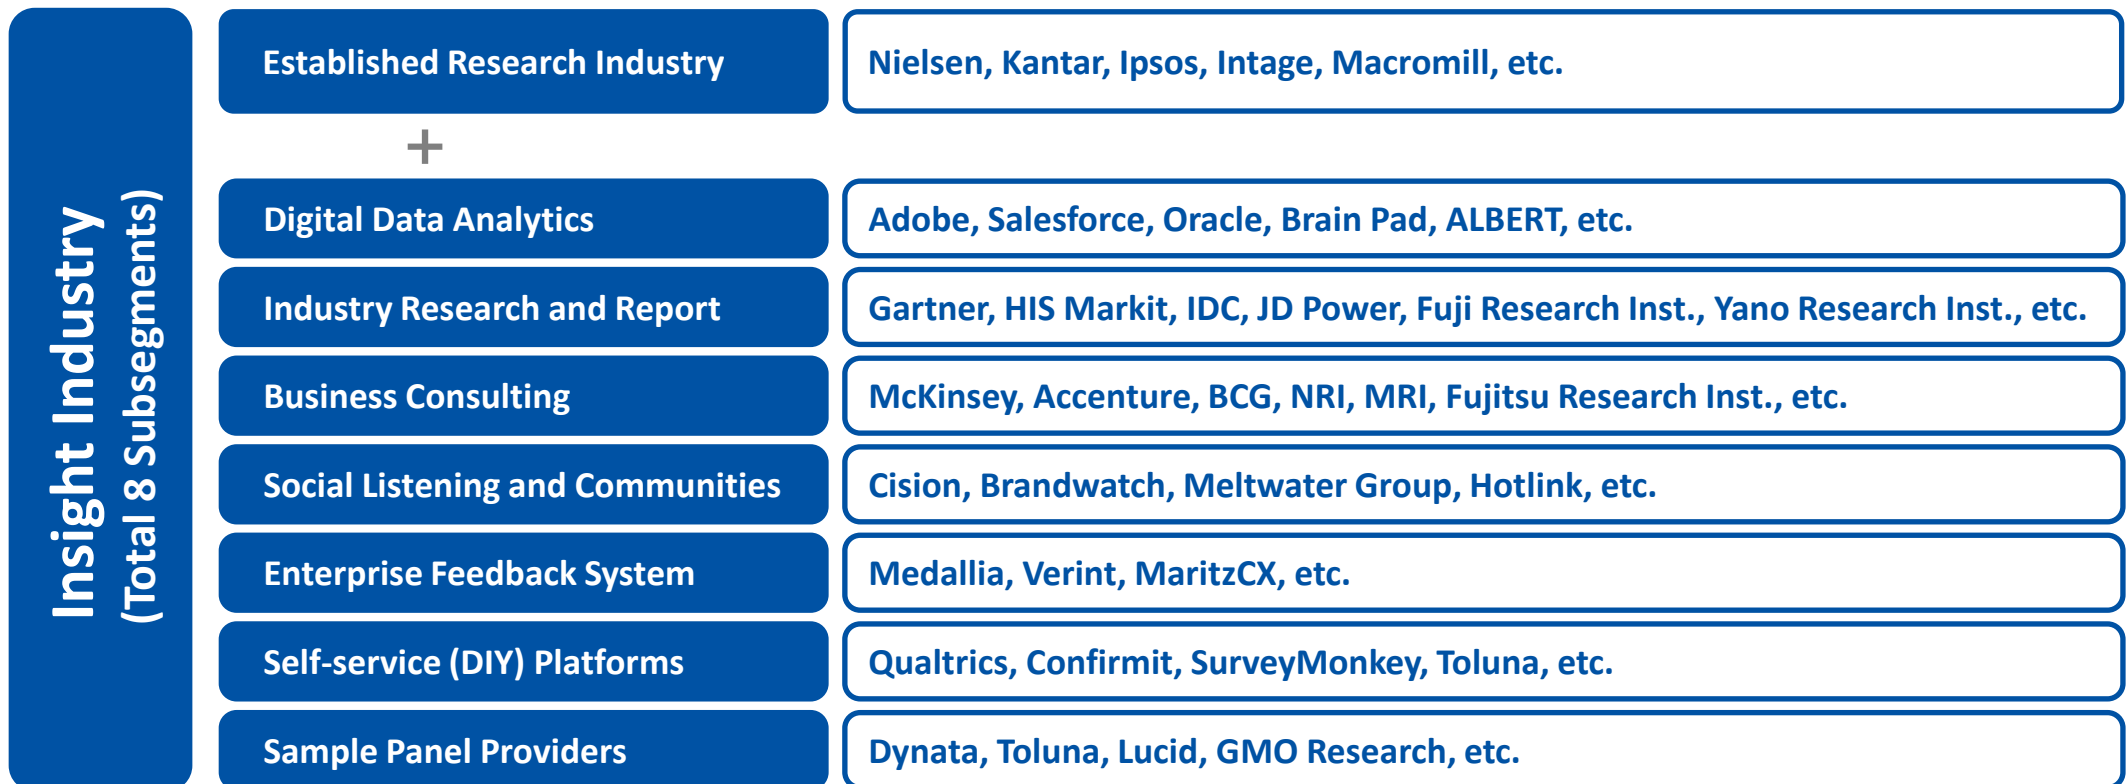 Insight Industry
(Total 8 Subsegments)
Established Research Industry
Nielsen, Kantar, Ipsos, Intage, Macromill, etc.
+
Digital Data Analytics
Adobe, Salesforce, Oracle, Brain Pad, ALBERT, etc.
Industry Research and Report
Gartner, HIS Markit, IDC, JD Power, Fuji Research Inst., Yano Research Inst., etc.
Business Consulting
McKinsey, Accenture, BCG, NRI, MRI, Fujitsu Research Inst., etc.
Social Listening and Communities
Cision, Brandwatch, Meltwater Group, Hotlink, etc.
Enterprise Feedback System
Medallia, Verint, MaritzCX, etc.
Self-service (DIY) Platforms
Qualtrics, Confirmit, SurveyMonkey, Toluna, etc.
Sample Panel Providers
Dynata, Toluna, Lucid, GMO Research, etc.